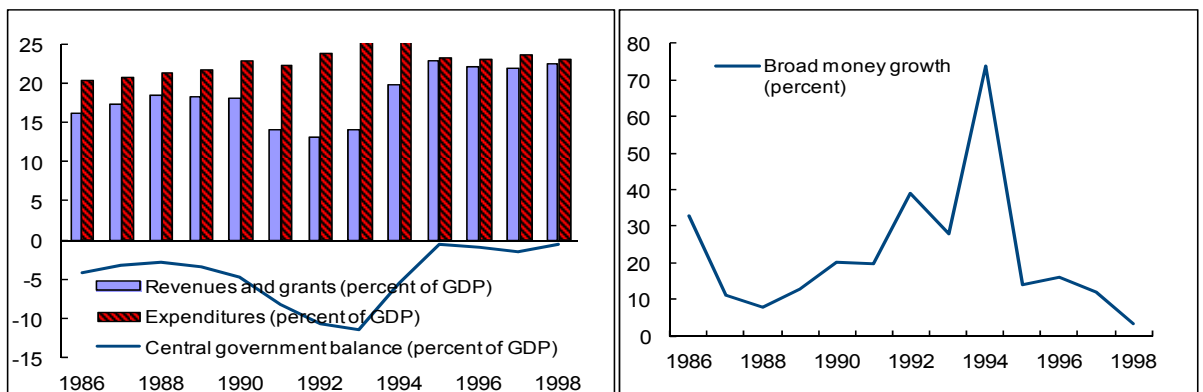 25
20
15
10
5
0
-5
-10
-15
Revenues and grants (percent of GDP)
Expenditures (percent of GDP)
Central government balance (percent of GDP)
1986 1988 1990 1992 1994 1996 1998
80
70
60
50
40
30
20
10
0
Broad money growth
(percent)
1986 1988 1990 1992 1994 1996 1998